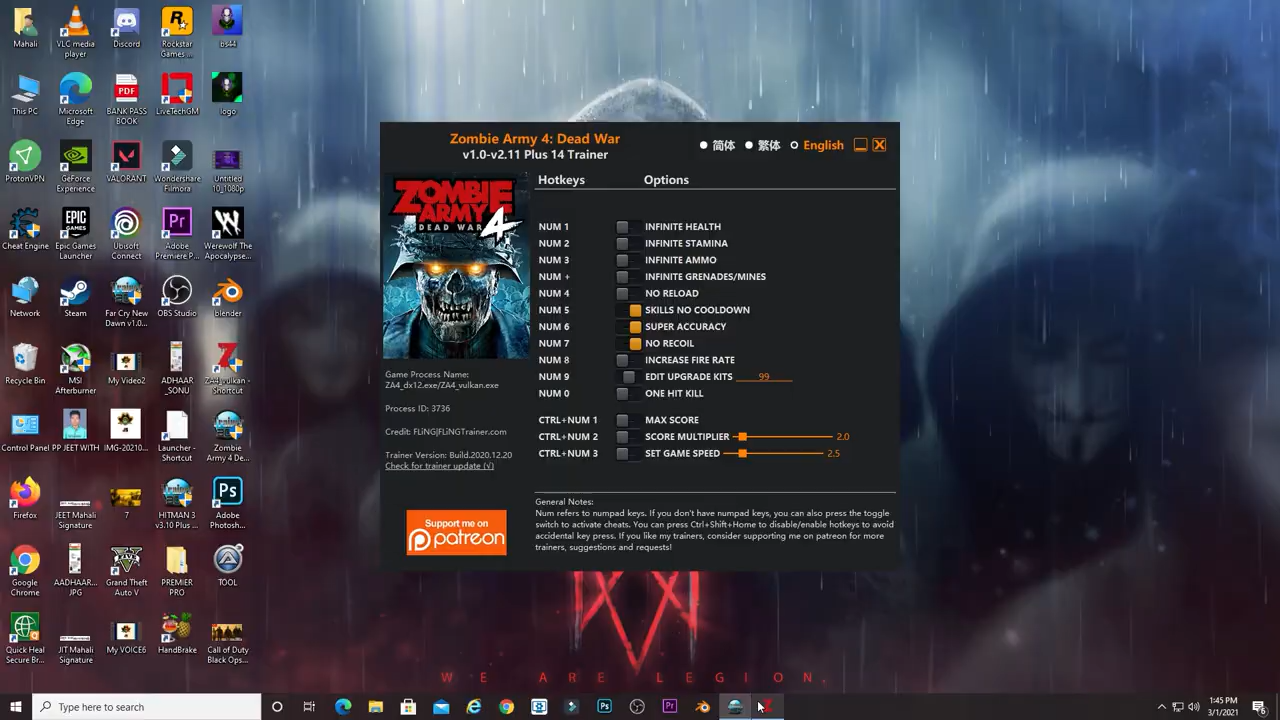 Mahali
VLC media
player
Discord
Rockstar
Games ...
bs44
This PC
Microsoft
Edge
PDF
BANK PASS
BOOK
LiveTechGM
logo
ProtonVPN
GeForce
Experience
VALORANT
Wondershare
Filmora
Untitled
10_1080p
Cheat Engine
EPIC
GAMES
Epic Games
Launcher
Ubisoft
Connect
Pr
Adobe
Premiere P...
Werewolf The
Apocalypse...
Network
Steam
Far Cry New
Dawn v1.0...
OBS Studio
blender
Recycle Bin
MSI
Afterburner
My Video2
ADHAAR
_SONU
ZA4_vulkan -
Shortcut
Control Panel
PP JEET WITH
IMG-20210...
Launcher -
Shortcut
Zombie
Army 4 De...
Firefox
JEET Mahali
Signature
7
HITMAN 3
v3.10 Plus ...
Ps
Adobe
Photosh...
Google
Chrome
AADHAAR...
JPG
Grand Theft
Auto V
PREMIER
PRO
TOOL
Quick Heal
Secure Br...
JIT Mahali
Signature
My VOICE6
HandBrake
Call of Duty
Black Ops...
Zombie Army 4: Dead War
v1.0-v2.11 Plus 14 Trainer
简体
繁体
English
ZOMBIE
ARMY 4
DEAD WAR
Game Process Name:
ZA4_dx12.exe/ZA4_vulkan.exe
Process ID: 3736
Credit: FLiNG|FLiNGTrainer.com
Trainer Version: Build.2020.12.20
Check for trainer update (√)
Support me on
patreon
Hotkeys Options
NUM 1 INFINITE HEALTH
NUM 2 INFINITE STAMINA
NUM 3 INFINITE AMMO
NUM + INFINITE GRENADES/MINES
NUM 4 NO RELOAD
NUM 5 SKILLS NO COOLDOWN
NUM 6 SUPER ACCURACY
NUM 7 NO RECOIL
NUM 8 INCREASE FIRE RATE
NUM 9 EDIT UPGRADE KITS 99
NUM 0 ONE HIT KILL
CTRL+NUM 1 MAX SCORE
CTRL+NUM 2 SCORE MULTIPLIER 2.0
CTRL+NUM 3 SET GAME SPEED 2.5
General Notes:
Num refers to numpad keys. If you don't have numpad keys, you can also press the toggle
switch to activate cheats. You can press Ctrl+Shift+Home to disable/enable hotkeys to avoid
accidental key press. If you like my trainers, consider supporting me on patreon for more
trainers, suggestions and requests!
WE ARE LEGION.
Type here to search
Ps
Pr
1:45 PM
3/1/2021